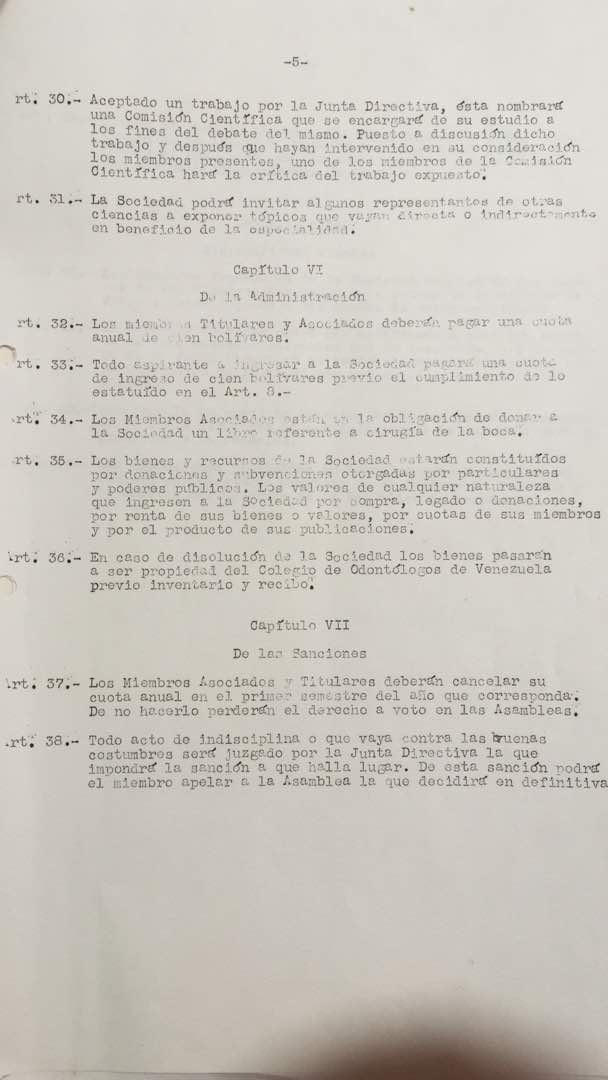 -5-
rt. 30.- Aceptado un trabajo por la Junta Directiva, ésta nombrará
una Comisión Científica que se encargará de su estudio a
los fines del debate del mismo. Puesto a discusión dicho
trabajo y después que hayan intervenido en su consideración
los miembros presentes, uno de los miembros de la Comisión
Científica hará la crítica del trabajo expuesto.
rt. 31.- La Sociedad podrá invitar algunos representantes de otras
ciencias a exponer tópicos que vayan directa o indirectamente
en beneficio de la especialidad.
Capítulo VI
De la Administración
rt. 32.- Los miembros Titulares y Asociados deberán pagar una cuota
anual de cien bolívares.
rt. 33.- Todo aspirante a ingresar a la Sociedad pagará una cuota
de ingreso de cien bolívares previo el cumplimiento de lo
estatuído en el Art. 8.-
rt. 34.- Los Miembros Asociados están en la obligación de donar a
la Sociedad un libro referente a cirugía de la boca.
rt. 35.- Los bienes y recursos de la Sociedad estarán constituídos
por donaciones y subvenciones otorgadas por particulares
y poderes públicos. Los valores de cualquier naturaleza
que ingresen a la Sociedad por compra, legado o donaciones,
por renta de sus bienes o valores, por cuotas de sus miembros
y por el producto de sus publicaciones.
Art. 36.- En caso de disolución de la Sociedad los bienes pasarán
a ser propiedad del Colegio de Odontólogos de Venezuela
previo inventario y recibo.
Capítulo VII
De las Sanciones
Art. 37.- Los Miembros Asociados y Titulares deberán cancelar su
cuota anual en el primer semestre del año que corresponda.
De no hacerlo perderán el derecho a voto en las Asambleas.
Art. 38.- Todo acto de indisciplina o que vaya contra las buenas
costumbres será juzgado por la Junta Directiva la que
impondrá la sanción a que halla lugar. De esta sanción podrá
el miembro apelar a la Asamblea la que decidirá en definitiva